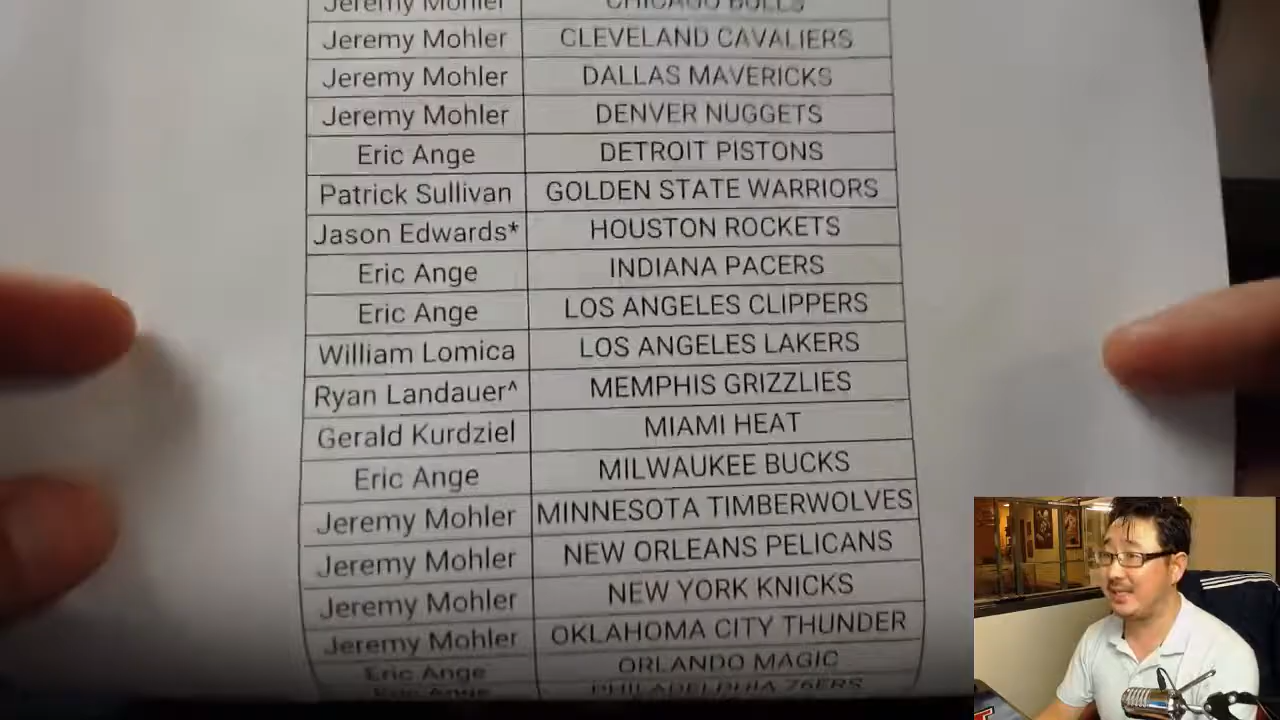 Jeremy Mohler CHICAGO BULLS
Jeremy Mohler CLEVELAND CAVALIERS
Jeremy Mohler DALLAS MAVERICKS
Jeremy Mohler DENVER NUGGETS
Eric Ange DETROIT PISTONS
Patrick Sullivan GOLDEN STATE WARRIORS
Jason Edwards* HOUSTON ROCKETS
Eric Ange INDIANA PACERS
Eric Ange LOS ANGELES CLIPPERS
William Lomica LOS ANGELES LAKERS
Ryan Landauer^ MEMPHIS GRIZZLIES
Gerald Kurdziel MIAMI HEAT
Eric Ange MILWAUKEE BUCKS
Jeremy Mohler MINNESOTA TIMBERWOLVES
Jeremy Mohler NEW ORLEANS PELICANS
Jeremy Mohler NEW YORK KNICKS
Jeremy Mohler OKLAHOMA CITY THUNDER
Eric Ange ORLANDO MAGIC
Eric Ange PHILADELPHIA 76ERS